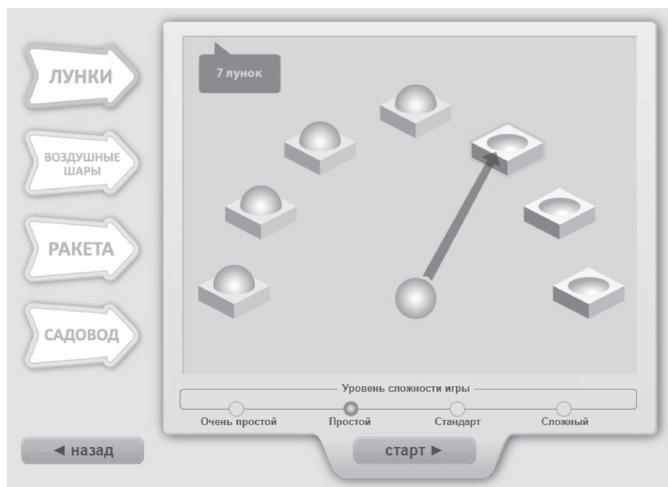 ЛУНКИ
ВОЗДУШНЫЕ
ШАРЫ
РАКЕТА
САДОВОД
◄ назад
7 лунок
Уровень сложности игры
Очень простой
Простой
Стандарт
Сложный
старт ►